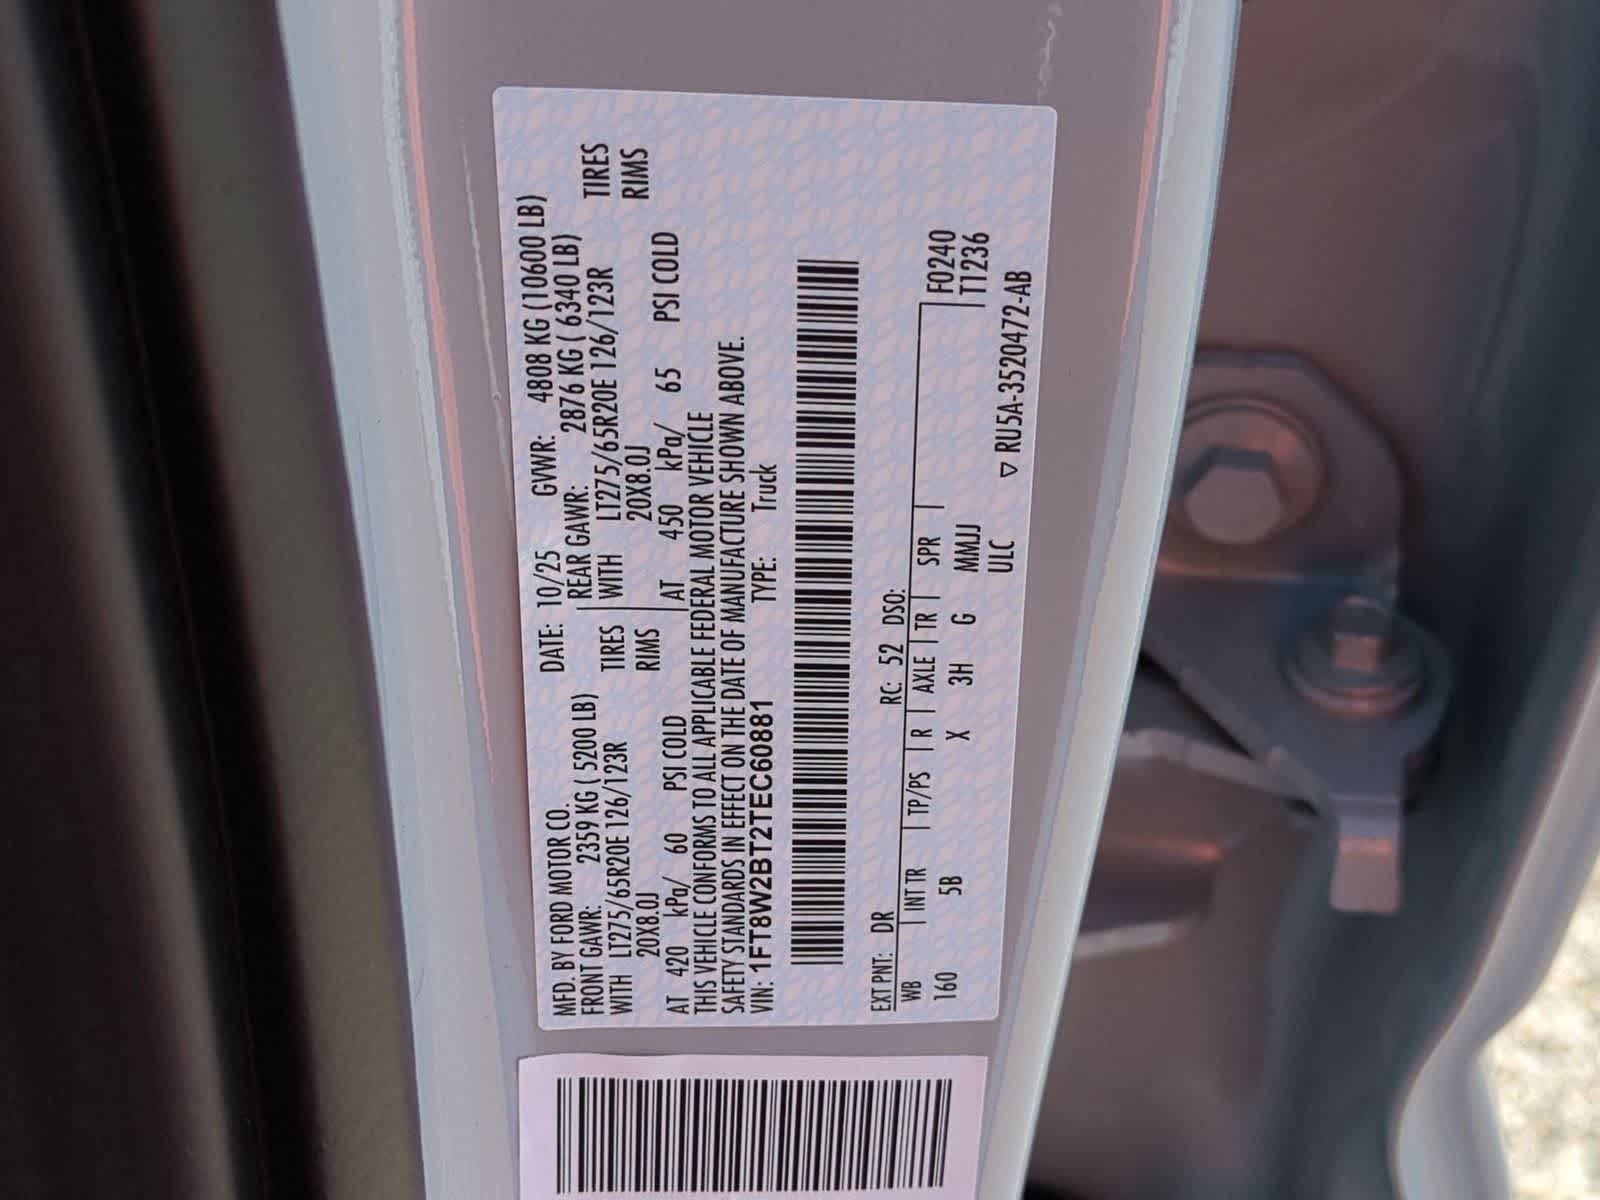 MFD. BY FORD MOTOR CO. DATE: 10/25 GVWR: 4808 KG (10600 LB)
FRONT GAWR: 2359 KG ( 5200 LB) REAR GAWR: 2876 KG ( 6340 LB)
WITH LT275/65R20E 126/123R TIRES WITH LT275/65R20E 126/123R TIRES
20X8.0J RIMS 20X8.0J RIMS
AT 420 kPa/ 60 PSI COLD AT 450 kPa/ 65 PSI COLD
THIS VEHICLE CONFORMS TO ALL APPLICABLE FEDERAL MOTOR VEHICLE
SAFETY STANDARDS IN EFFECT ON THE DATE OF MANUFACTURE SHOWN ABOVE.
VIN: 1FT8W2BT2TEC60881 TYPE: Truck
EXT PNT: DR RC: 52 DSO:
WB | INT TR | TP/PS | R | AXLE | TR | SPR | F0240
160 5B X 3H G MMJJ T1236
ULC ▽ RU5A-3520472-AB